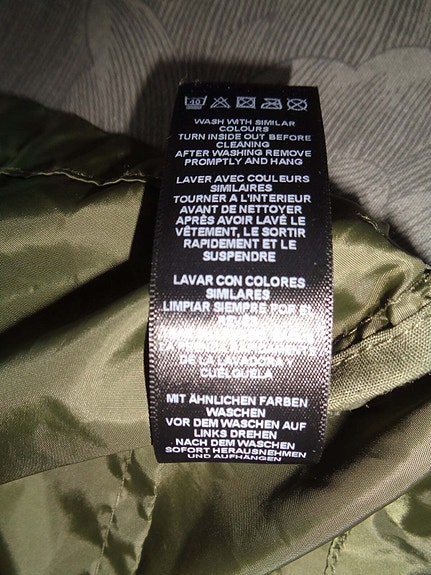 40
WASH WITH SIMILAR
COLOURS
TURN INSIDE OUT BEFORE
CLEANING
AFTER WASHING REMOVE
PROMPTLY AND HANG
LAVER AVEC COULEURS
SIMILAIRES
TOURNER A L'INTERIEUR
AVANT DE NETTOYER
APRÈS AVOIR LAVÉ LE
VÊTEMENT, LE SORTIR
RAPIDEMENT ET LE
SUSPENDRE
LAVAR CON COLORES
SIMILARES
LIMPIAR SIEMPRE POR EL
DE LA LAVADORA Y
CUELGUELA
MIT ÄHNLICHEN FARBEN
WASCHEN
VOR DEM WASCHEN AUF
LINKS DREHEN
NACH DEM WASCHEN
SOFORT HERAUSNEHMEN
UND AUFHÄNGEN